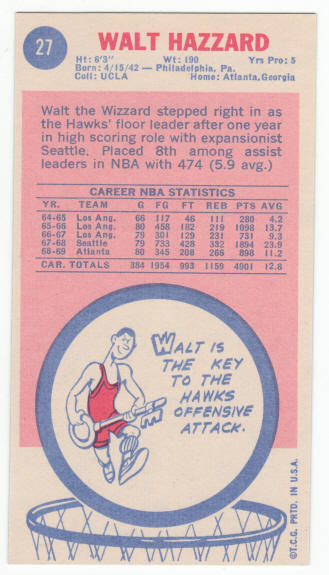 27
WALT HAZZARD
Ht: 6'3" Wt: 190 Yrs Pro: 5
Born: 4/15/42 — Philadelphia, Pa.
Coll: UCLA Home: Atlanta, Georgia
Walt the Wizzard stepped right in as
the Hawks' floor leader after one year
in high scoring role with expansionist
Seattle. Placed 8th among assist
leaders in NBA with 474 (5.9 avg.)
CAREER NBA STATISTICS
YR. TEAM G FG FT REB PTS AVG
64-65 Los Ang. 66 117 46 111 280 4.2
65-66 Los Ang. 80 458 182 219 1098 13.7
66-67 Los Ang. 79 301 129 231 731 9.3
67-68 Seattle 79 733 428 332 1894 23.9
68-69 Atlanta 80 345 208 266 898 11.2
CAR. TOTALS 384 1954 993 1159 4901 12.8
WALT IS
THE KEY
TO THE
HAWKS
OFFENSIVE
ATTACK.
©T.C.G. PRTD. IN U.S.A.